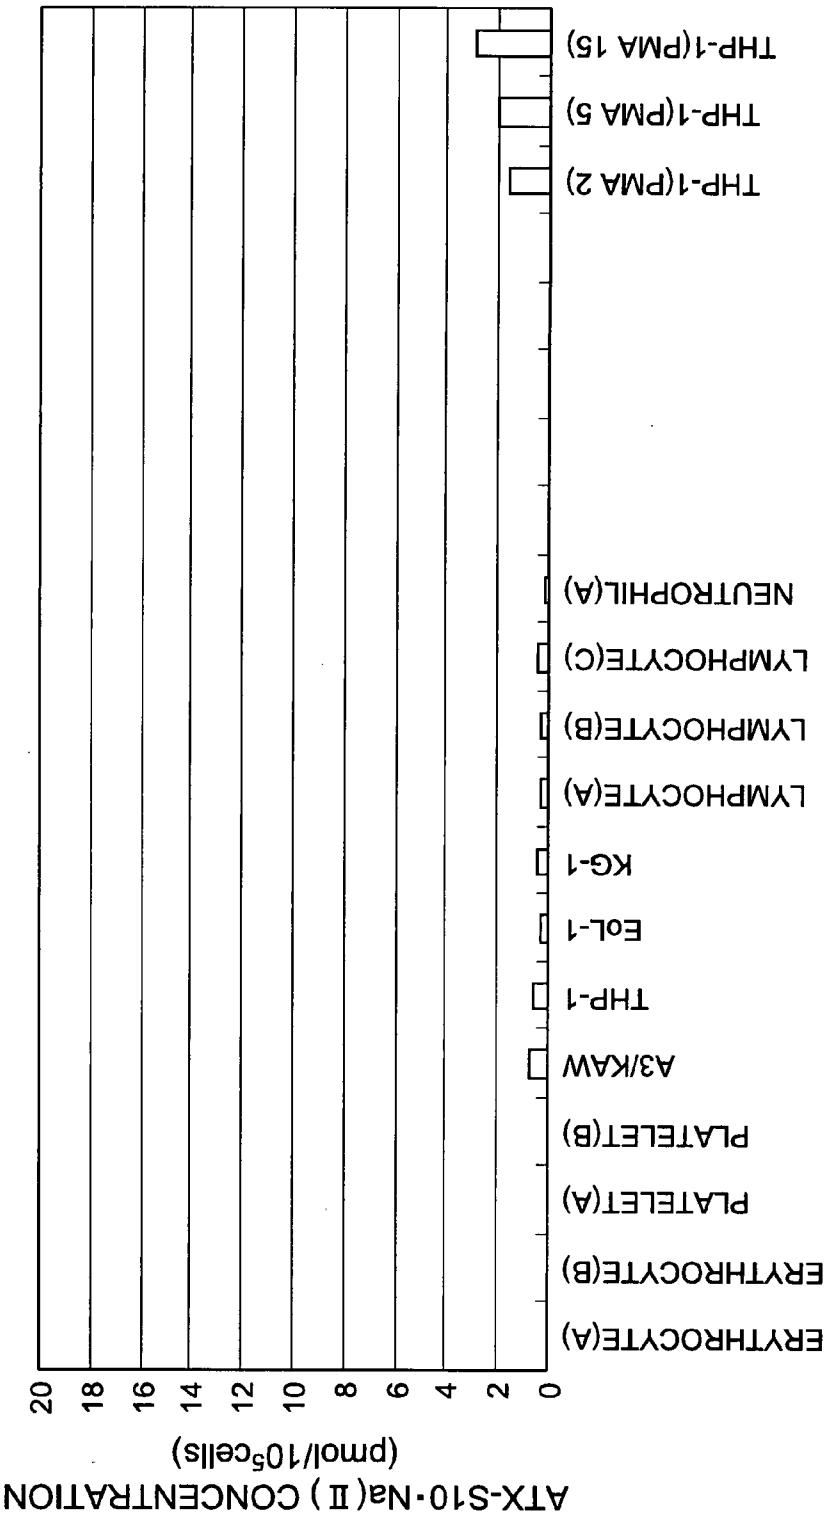 ATX-S10·Na(Ⅱ) CONCENTRATION
(pmol/10⁵cells)
20
18
16
14
12
10
8
6
4
2
0
ERYTHROCYTE(A)
ERYTHROCYTE(B)
PLATELET(A)
PLATELET(B)
A3/KAW
THP-1
EoL-1
KG-1
LYMPHOCYTE(A)
LYMPHOCYTE(B)
LYMPHOCYTE(C)
NEUTROPHIL(A)
THP-1(PMA 2)
THP-1(PMA 5)
THP-1(PMA 15)